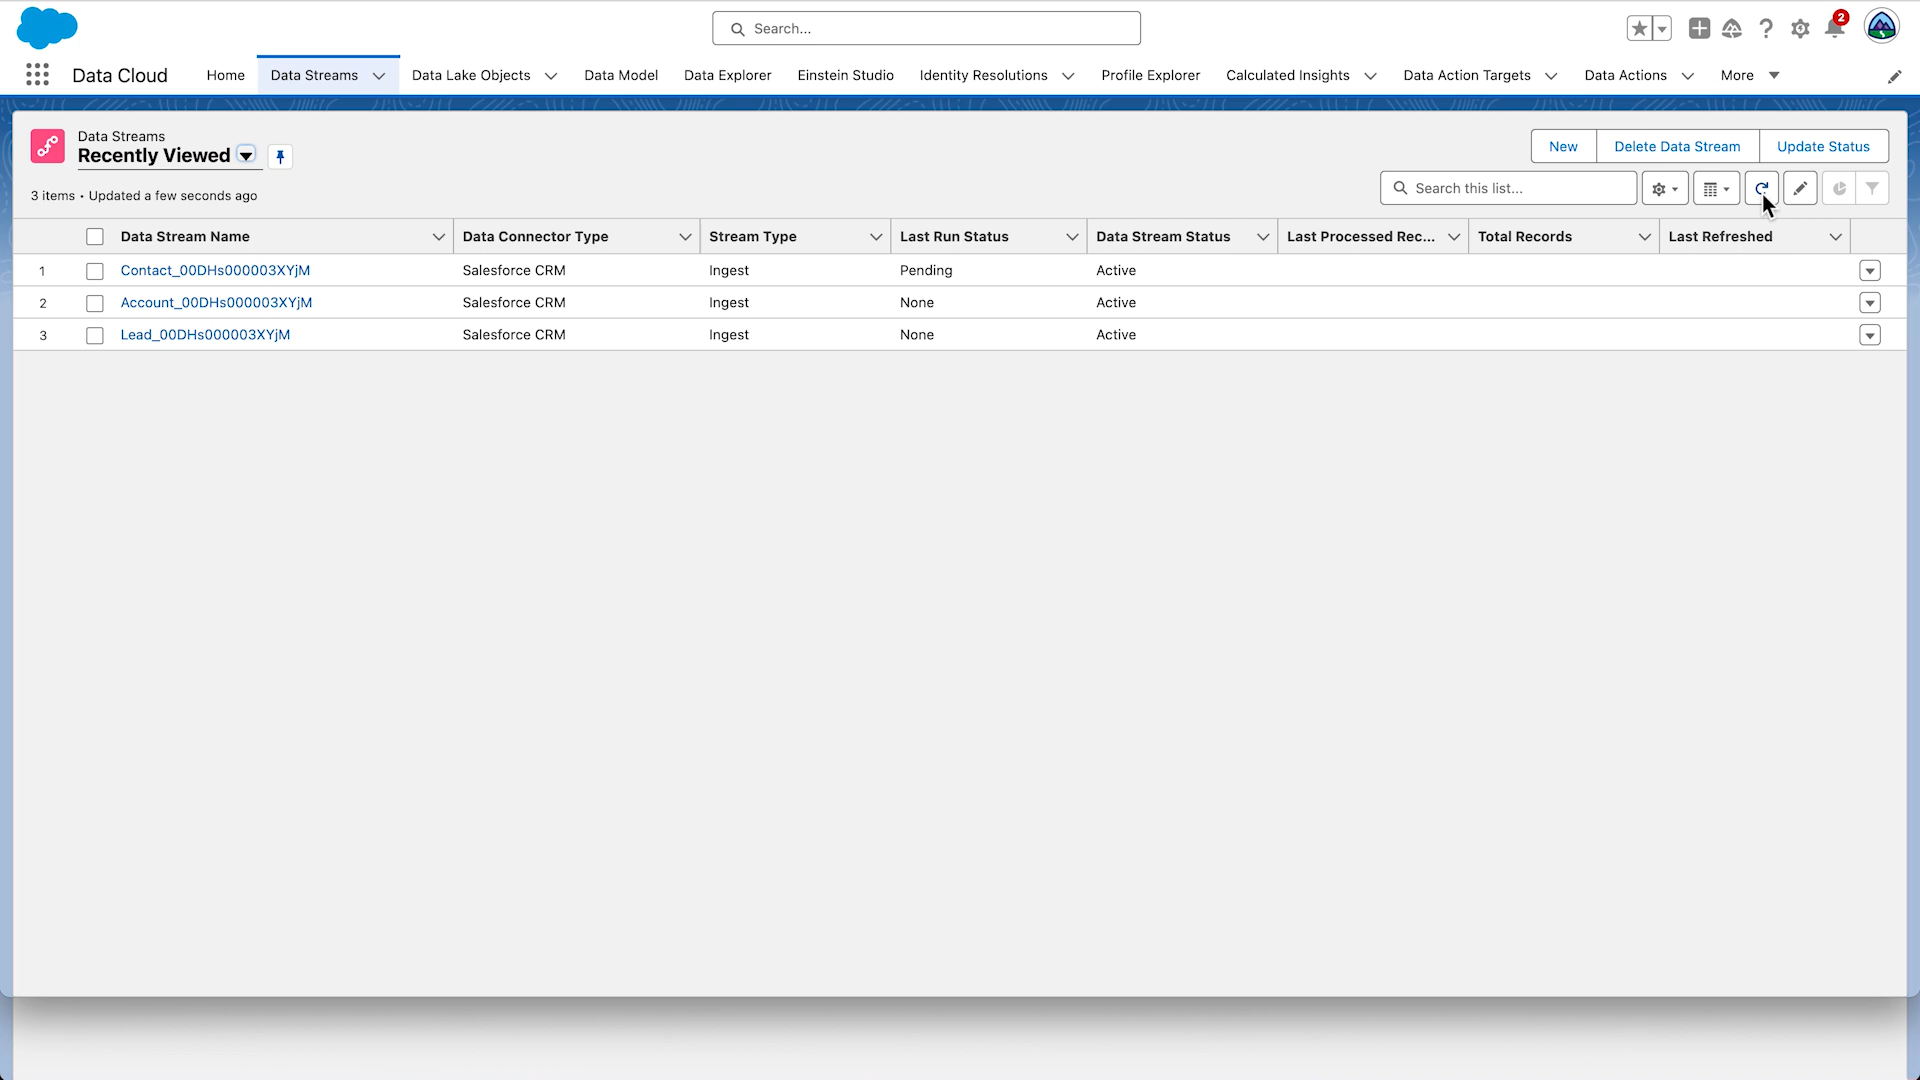 Search...
2
Data Cloud Home Data Streams Data Lake Objects Data Model Data Explorer Einstein Studio Identity Resolutions Profile Explorer Calculated Insights Data Action Targets Data Actions More
Data Streams
Recently Viewed
New Delete Data Stream Update Status
3 items • Updated a few seconds ago
Search this list...
Data Stream Name Data Connector Type Stream Type Last Run Status Data Stream Status Last Processed Rec... Total Records Last Refreshed
1 Contact_00DHs000003XYjM Salesforce CRM Ingest Pending Active
2 Account_00DHs000003XYjM Salesforce CRM Ingest None Active
3 Lead_00DHs000003XYjM Salesforce CRM Ingest None Active